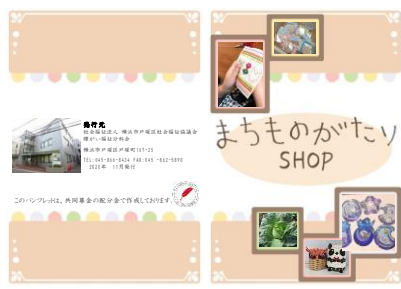 発行元
社会福祉法人 横浜市戸塚区社会福祉協議会
障がい福祉分科会
横浜市戸塚区戸塚町167-25
TEL:045-866-8434 FAX:045-862-5890
2020年 11月発行
このパンフレットは、共同募金の配分金で作成しております。
まちものがたり
SHOP